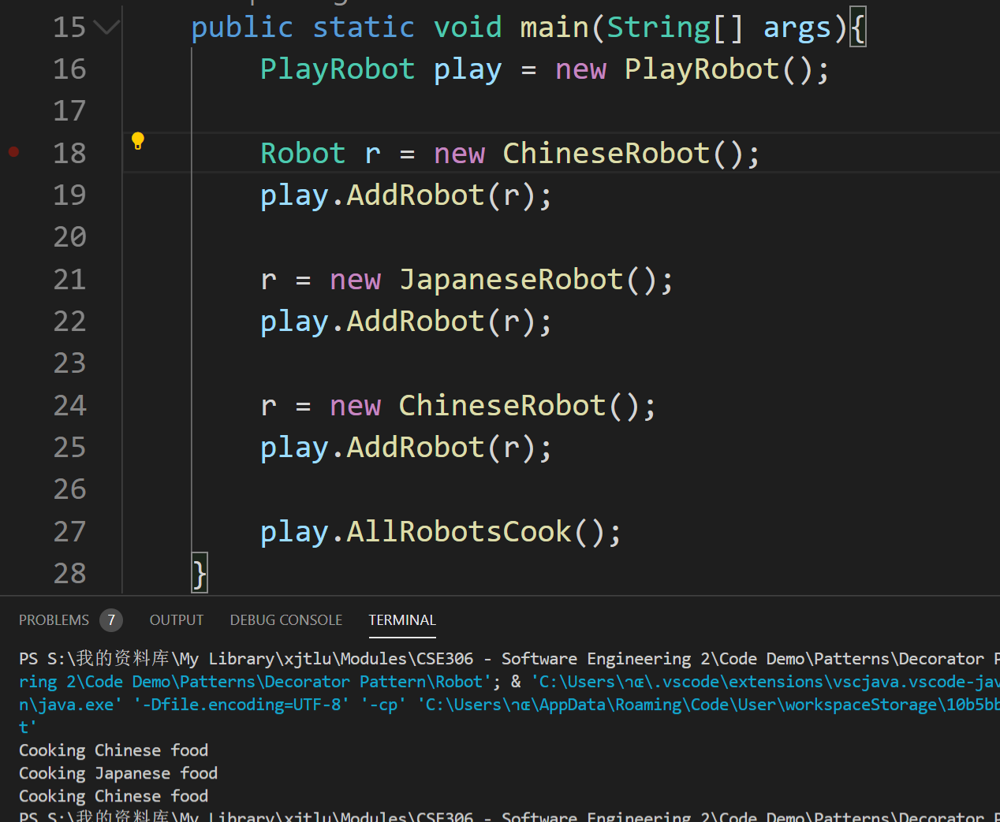 15 public static void main(String[] args){
16 PlayRobot play = new PlayRobot();
17
18 Robot r = new ChineseRobot();
19 play.AddRobot(r);
20
21 r = new JapaneseRobot();
22 play.AddRobot(r);
23
24 r = new ChineseRobot();
25 play.AddRobot(r);
26
27 play.AllRobotsCook();
28 }
PROBLEMS 7 OUTPUT DEBUG CONSOLE TERMINAL
PS S:\我的资料库\My Library\xjtlu\Modules\CSE306 - Software Engineering 2\Code Demo\Patterns\Decorator P
ring 2\Code Demo\Patterns\Decorator Pattern\Robot'; & 'C:\Users\ "\.vscode\extensions\vscjava.vscode-jav
n\java.exe' '-Dfile.encoding=UTF-8' '-cp' 'C:\Users\ \AppData\Roaming\Code\User\workspaceStorage\10b5bb
t'
Cooking Chinese food
Cooking Japanese food
Cooking Chinese food
PS S:\我的资料库\My Library\xjtlu\Modules\CSE306 - Software Engineering 2\Code Demo\Patterns\Decorator P